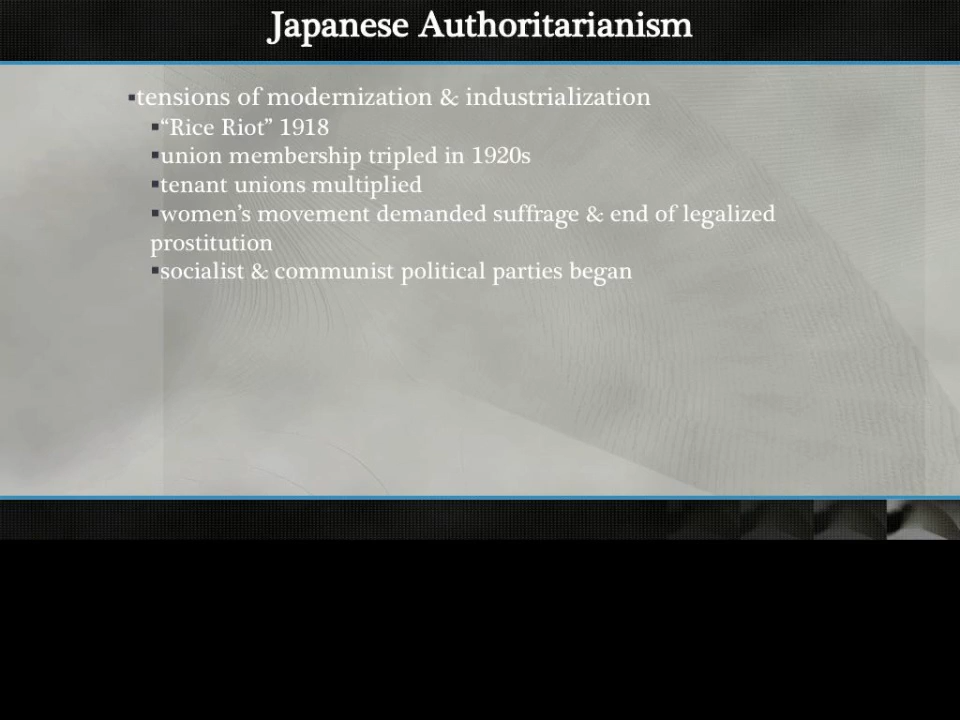 Japanese Authoritarianism
▪tensions of modernization & industrialization
▪“Rice Riot” 1918
▪union membership tripled in 1920s
▪tenant unions multiplied
▪women’s movement demanded suffrage & end of legalized
prostitution
▪socialist & communist political parties began